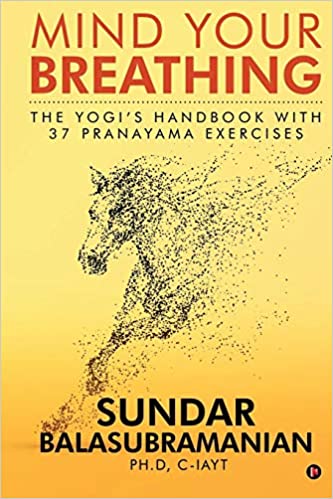 MIND YOUR
BREATHING
THE YOGI'S HANDBOOK WITH
37 PRANAYAMA EXERCISES
SUNDAR
BALASUBRAMANIAN
PH.D, C-IAYT